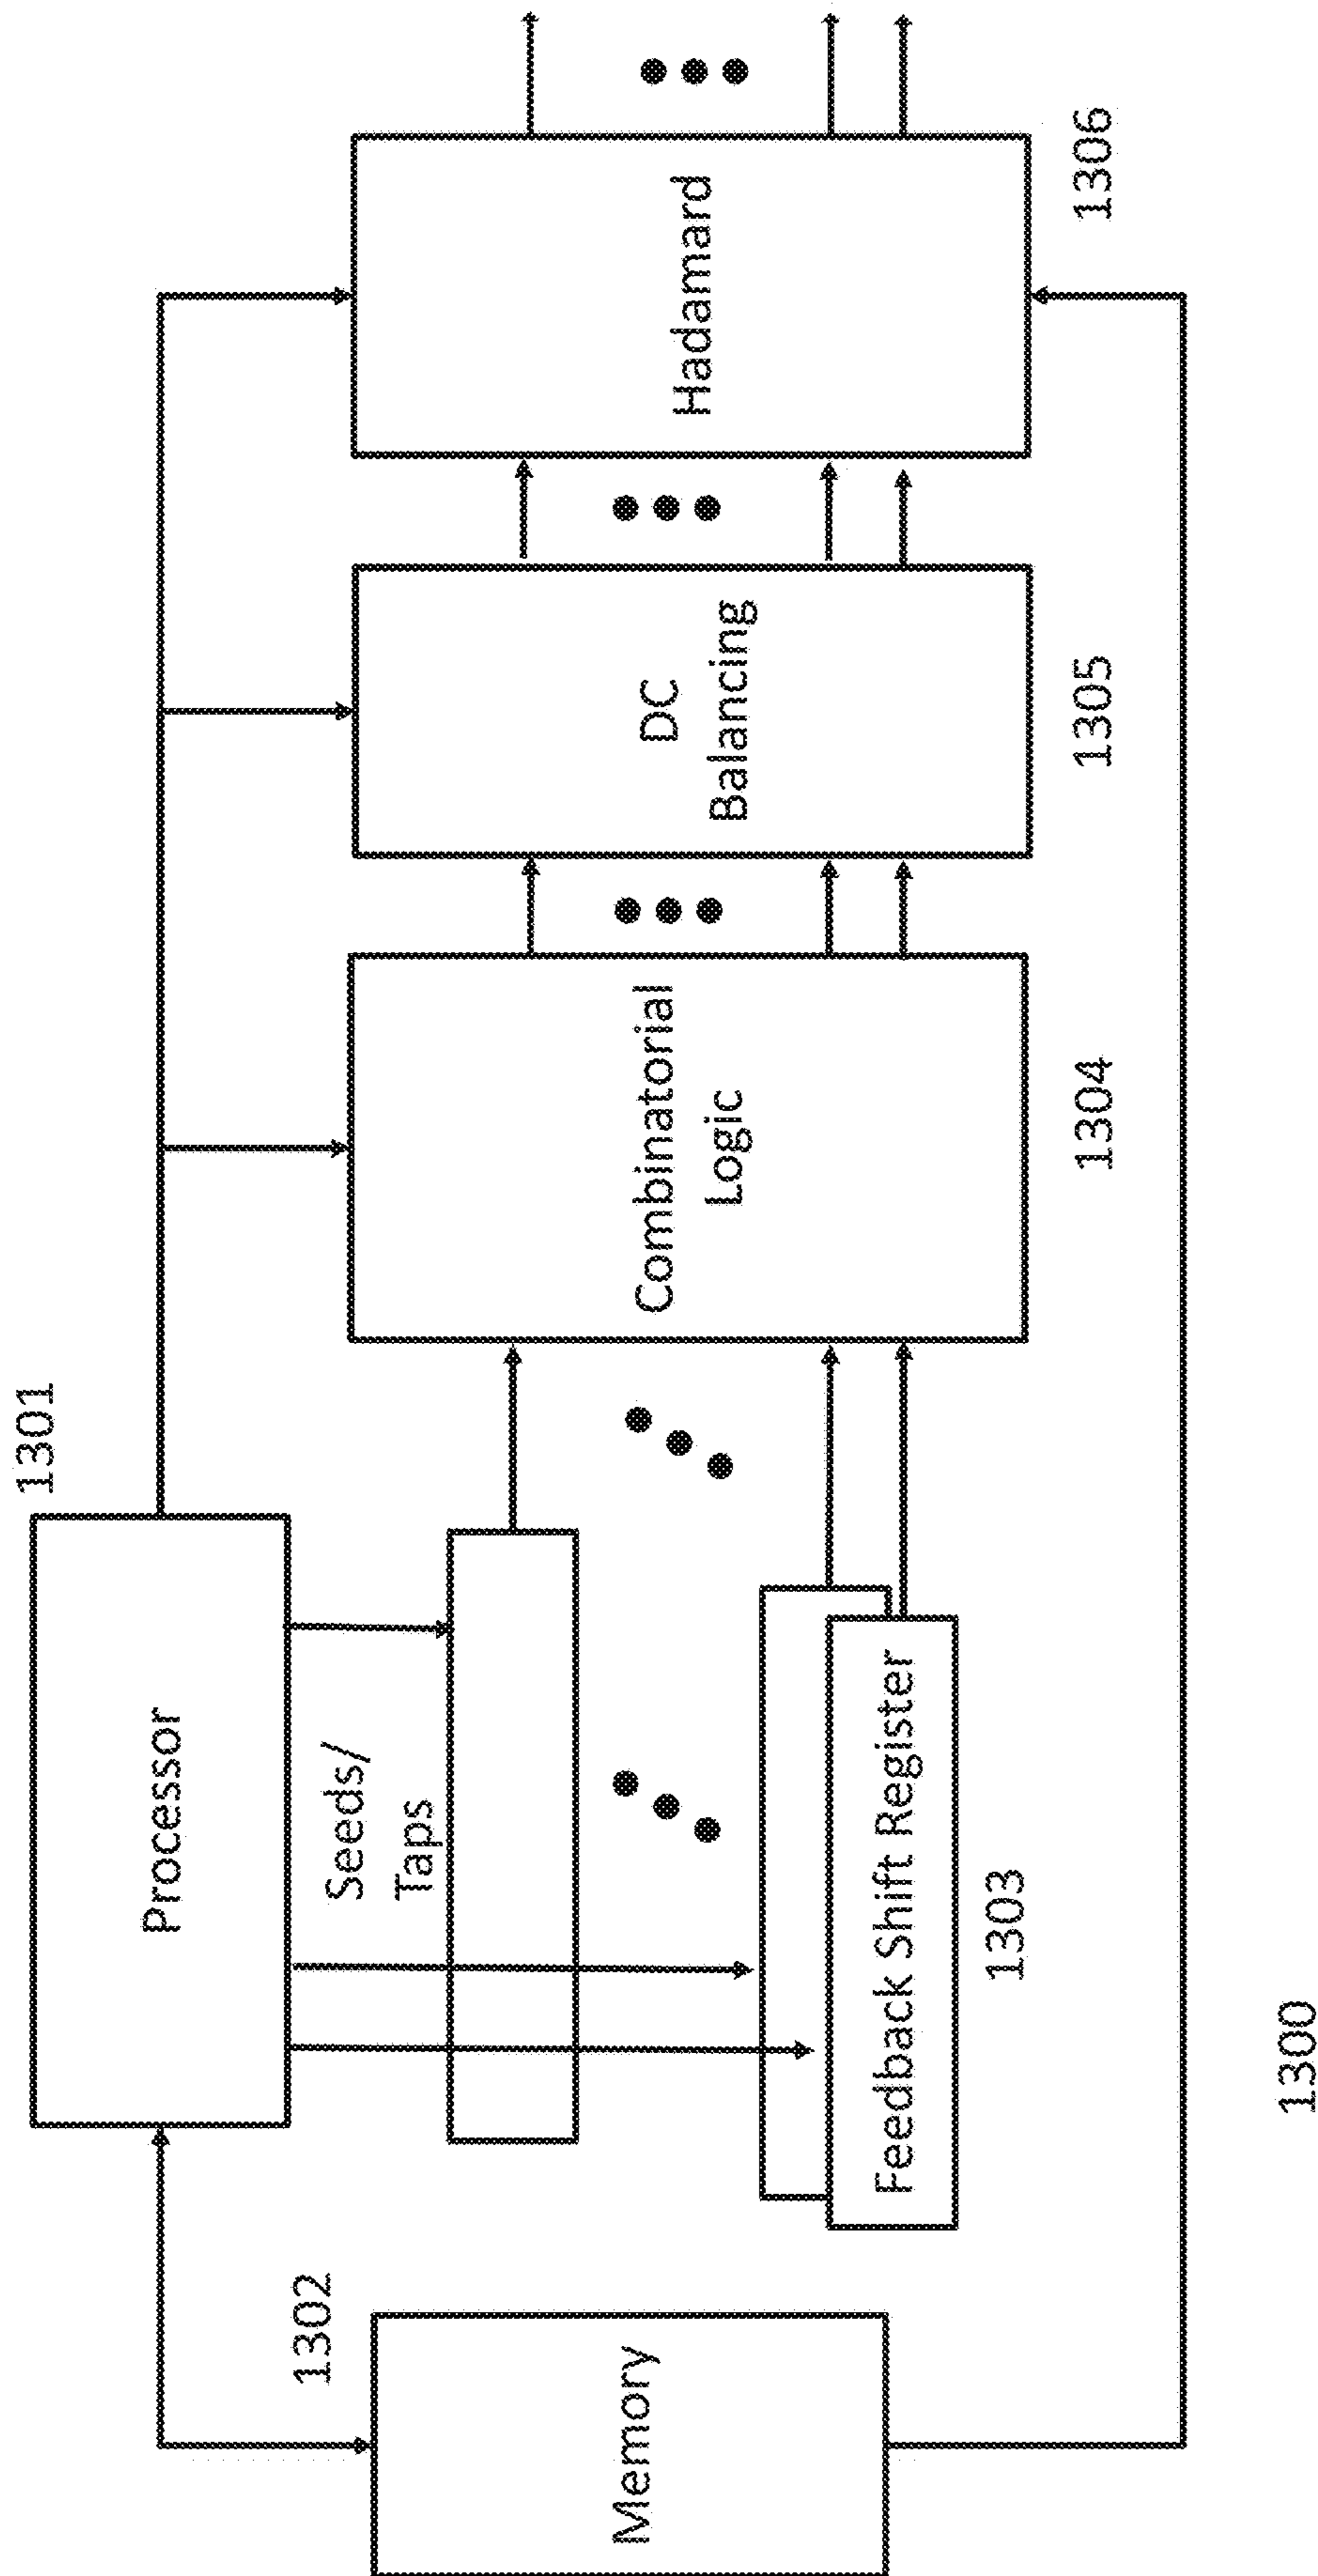 1301
Processor
1302
Seeds/
Taps
Memory
Feedback Shift Register
1303
Combinatorial
Logic
1304
DC
Balancing
1305
Hadamard
1306
1300